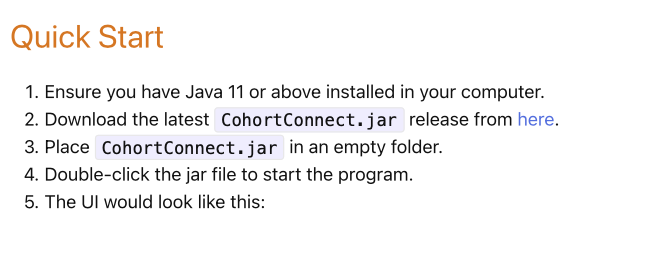 Quick Start
1. Ensure you have Java 11 or above installed in your computer.
2. Download the latest CohortConnect.jar release from here.
3. Place CohortConnect.jar in an empty folder.
4. Double-click the jar file to start the program.
5. The UI would look like this: